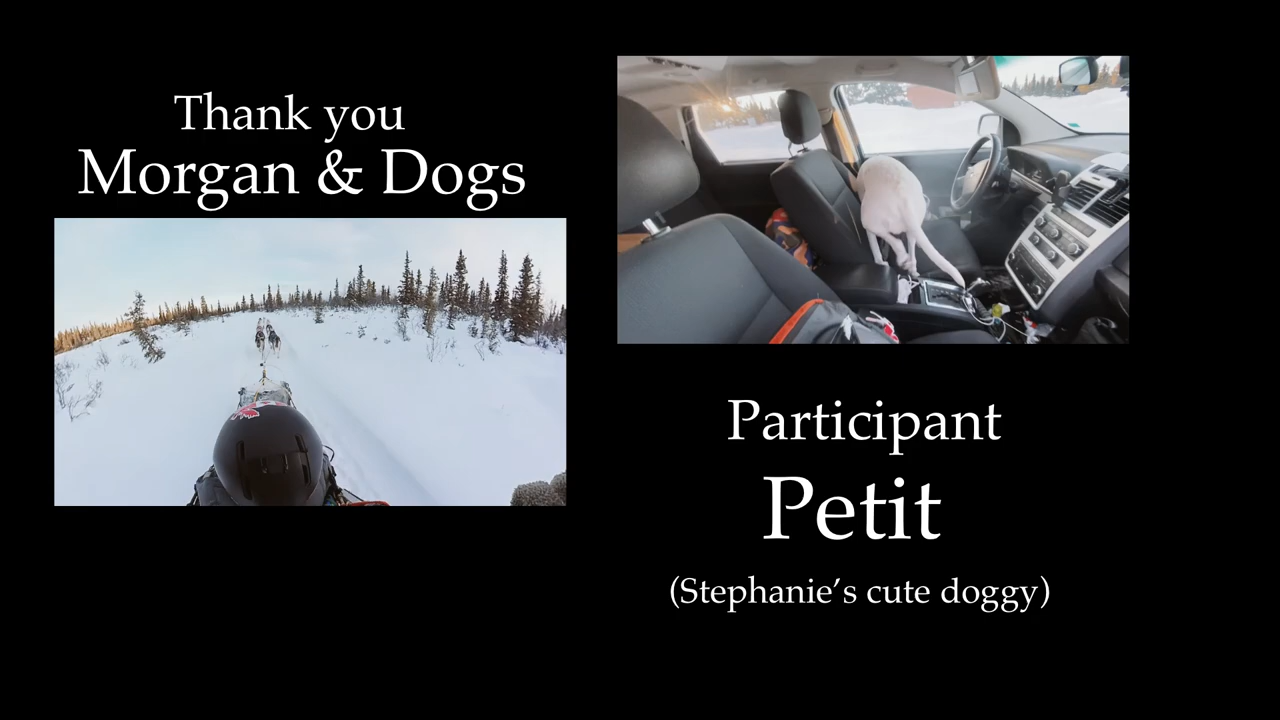 Thank you
Morgan & Dogs
Participant
Petit
(Stephanie’s cute doggy)